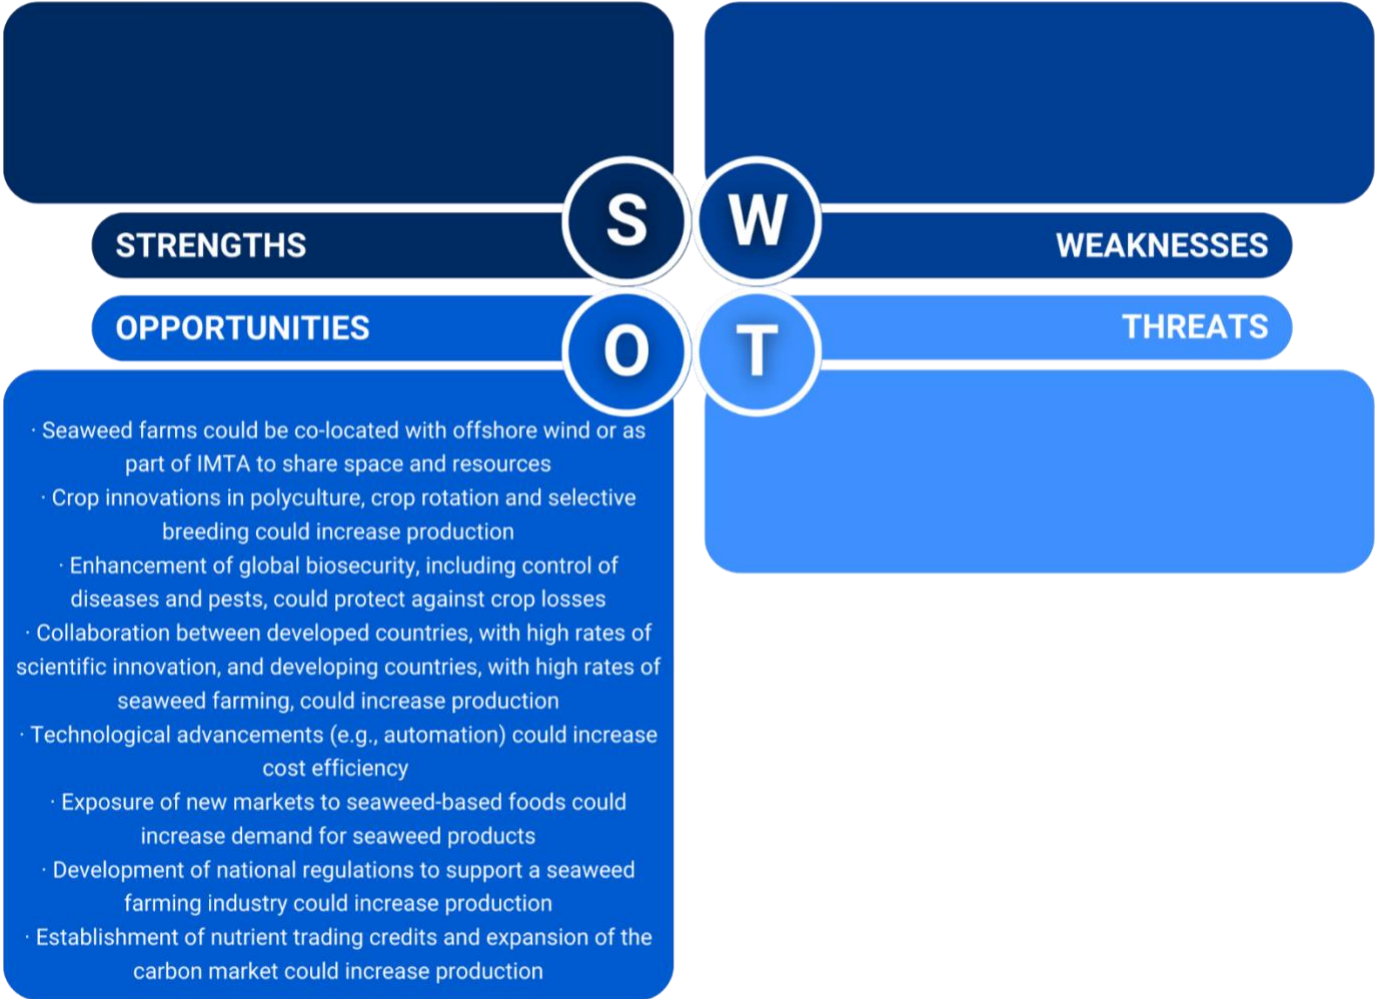 S
W
STRENGTHS
WEAKNESSES
OPPORTUNITIES
THREATS
O
T
· Seaweed farms could be co-located with offshore wind or as
part of IMTA to share space and resources
· Crop innovations in polyculture, crop rotation and selective
breeding could increase production
· Enhancement of global biosecurity, including control of
diseases and pests, could protect against crop losses
· Collaboration between developed countries, with high rates of
scientific innovation, and developing countries, with high rates of
seaweed farming, could increase production
· Technological advancements (e.g., automation) could increase
cost efficiency
· Exposure of new markets to seaweed-based foods could
increase demand for seaweed products
· Development of national regulations to support a seaweed
farming industry could increase production
· Establishment of nutrient trading credits and expansion of the
carbon market could increase production